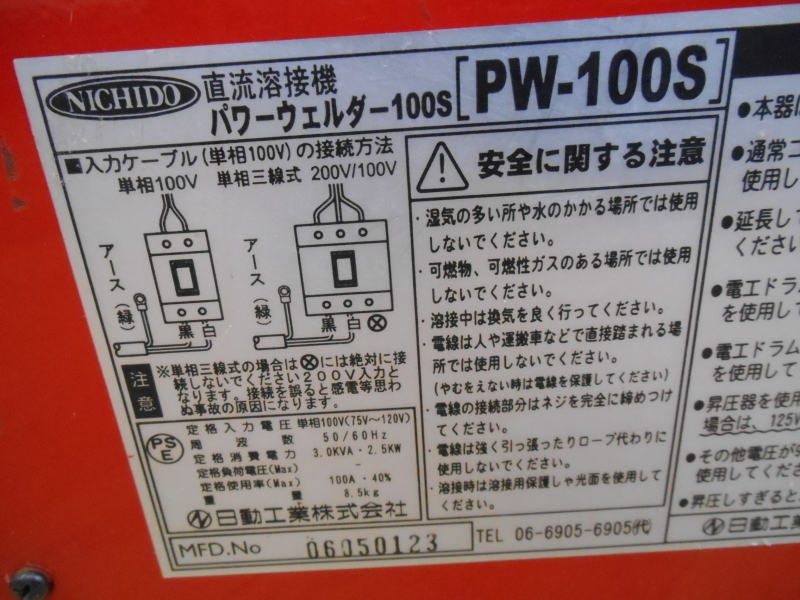 NICHIDO
直流溶接機
パワーウェルダー100S
[PW-100S]
■入力ケーブル(単相100V)の接続方法
単相100V
単相三線式 200V/100V
アース(緑)
黒 白
アース(緑)
黒 白 ⊗
注意
※単相三線式の場合は⊗には絶対に接
続しないでください200V入力と
なります。接続を誤ると感電等思わ
ぬ事故の原因になります。
PS
E
定格入力電圧 単相100V(75V~120V)
周波数 50/60Hz
定格消費電力 3.0KVA・2.5KW
定格負荷電圧(Max) -
定格使用率(Max) 100A・40%
質量 8.5kg
日動工業株式会社
MFD.No 06050123
安全に関する注意
・湿気の多い所や水のかかる場所では使用
しないでください。
・可燃物、可燃性ガスのある場所では使用
しないでください。
・溶接中は換気を良く行ってください。
・電線は人や運搬車などで直接踏まれる場
所では使用しないでください。
(やむをえない時は電線を保護してください)
・電線の接続部分はネジを完全に締めつけ
てください。
・電線は強く引っ張ったりロープ代わりに
使用しないでください。
・溶接時は溶接用保護しや光面を使用して
ください。
TEL 06-6905-6905(代)
●本器
●通常コ
使用し
●延長し
くださ
●電工ドラ
を使用し
●電工ドラム
を使用して
●昇圧器を使用
場合は、125V
●その他電圧が
使用してくださ
●昇圧しすぎると
日動工業